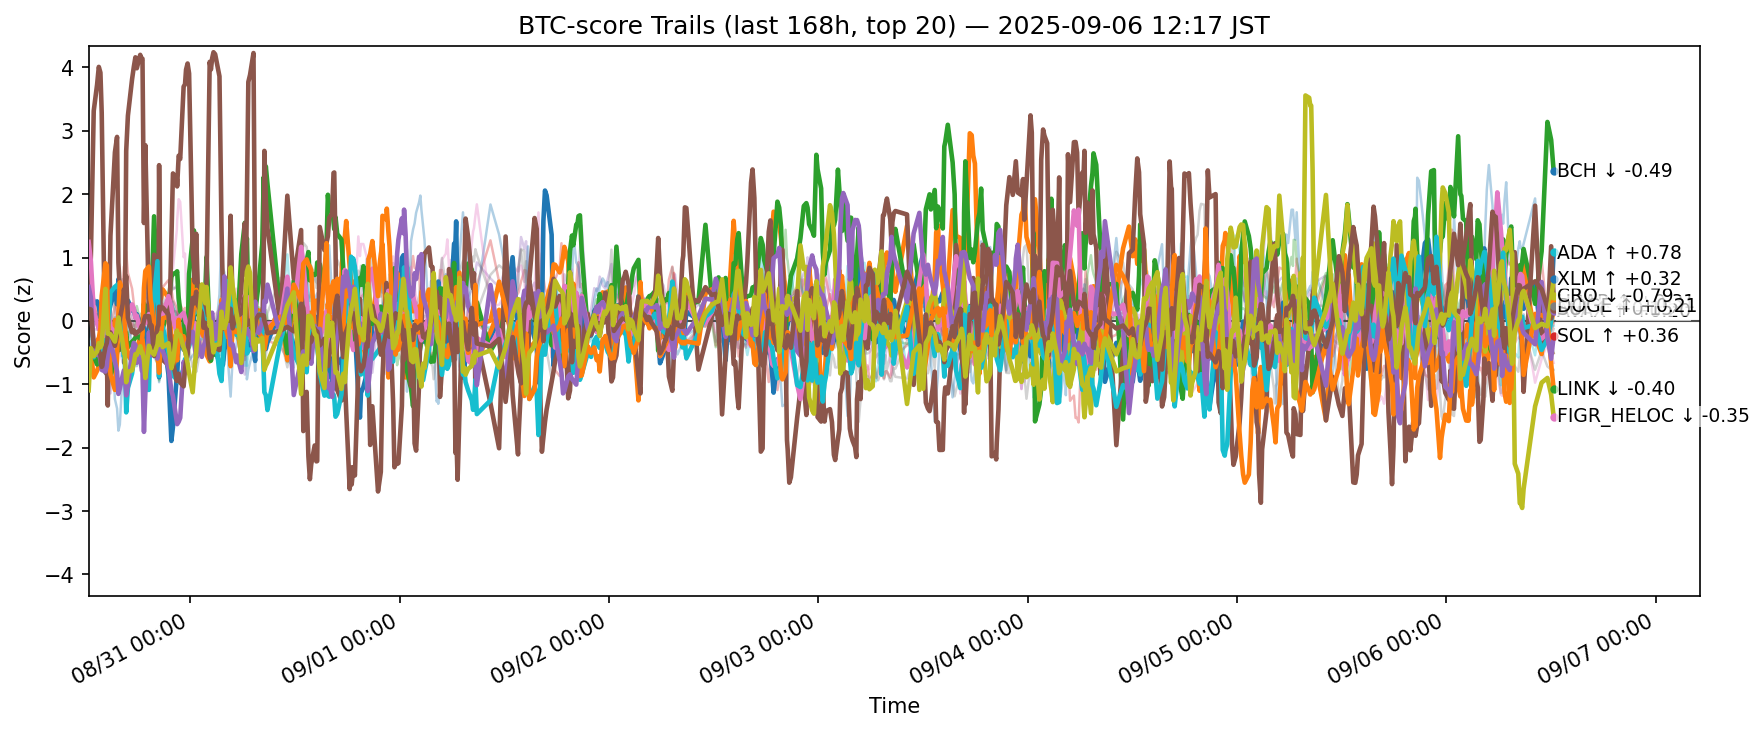 BTC-score Trails (last 168h, top 20) — 2025-09-06 12:17 JST
Score (z)
4
3
2
1
0
−1
−2
−3
−4
BCH ↓ -0.49
ADA ↑ +0.78
XLM ↑ +0.32
CRO ↓ -0.79
DOGE
SOL ↑ +0.36
LINK ↓ -0.40
FIGR_HELOC ↓ -0.35
08/31 00:00
09/01 00:00
09/02 00:00
09/03 00:00
09/04 00:00
09/05 00:00
09/06 00:00
09/07 00:00
Time